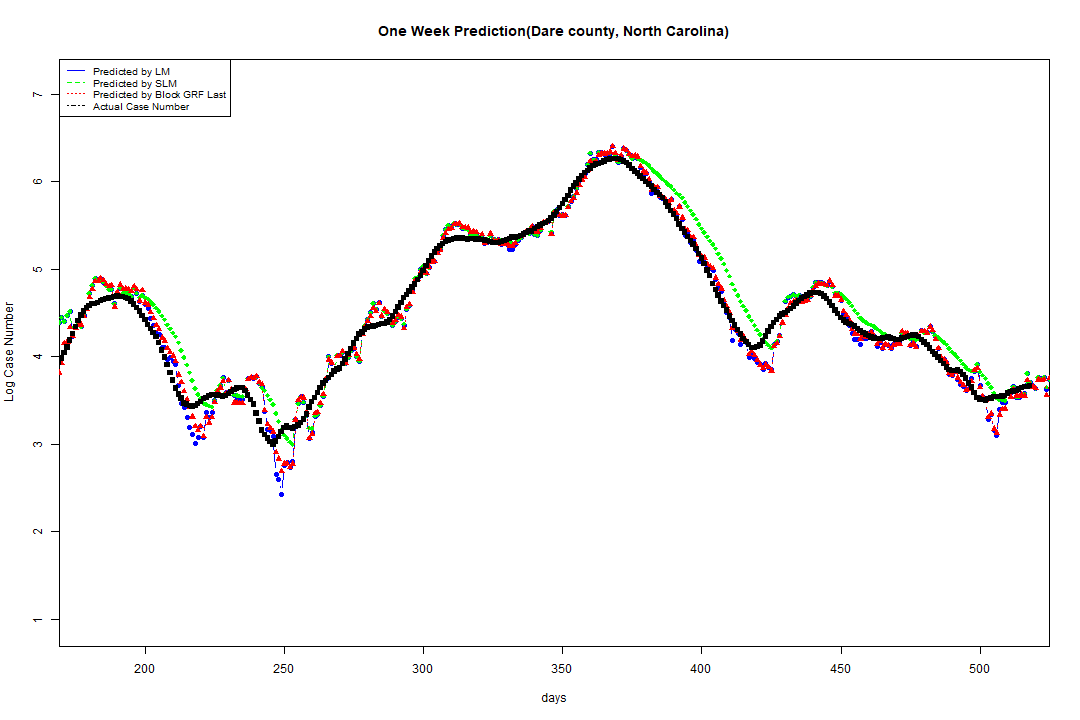 One Week Prediction(Dare county, North Carolina)
Predicted by LM
Predicted by SLM
Predicted by Block GRF Last
Actual Case Number
7
6
5
4
3
2
1
Log Case Number
200 250 300 350 400 450 500
days